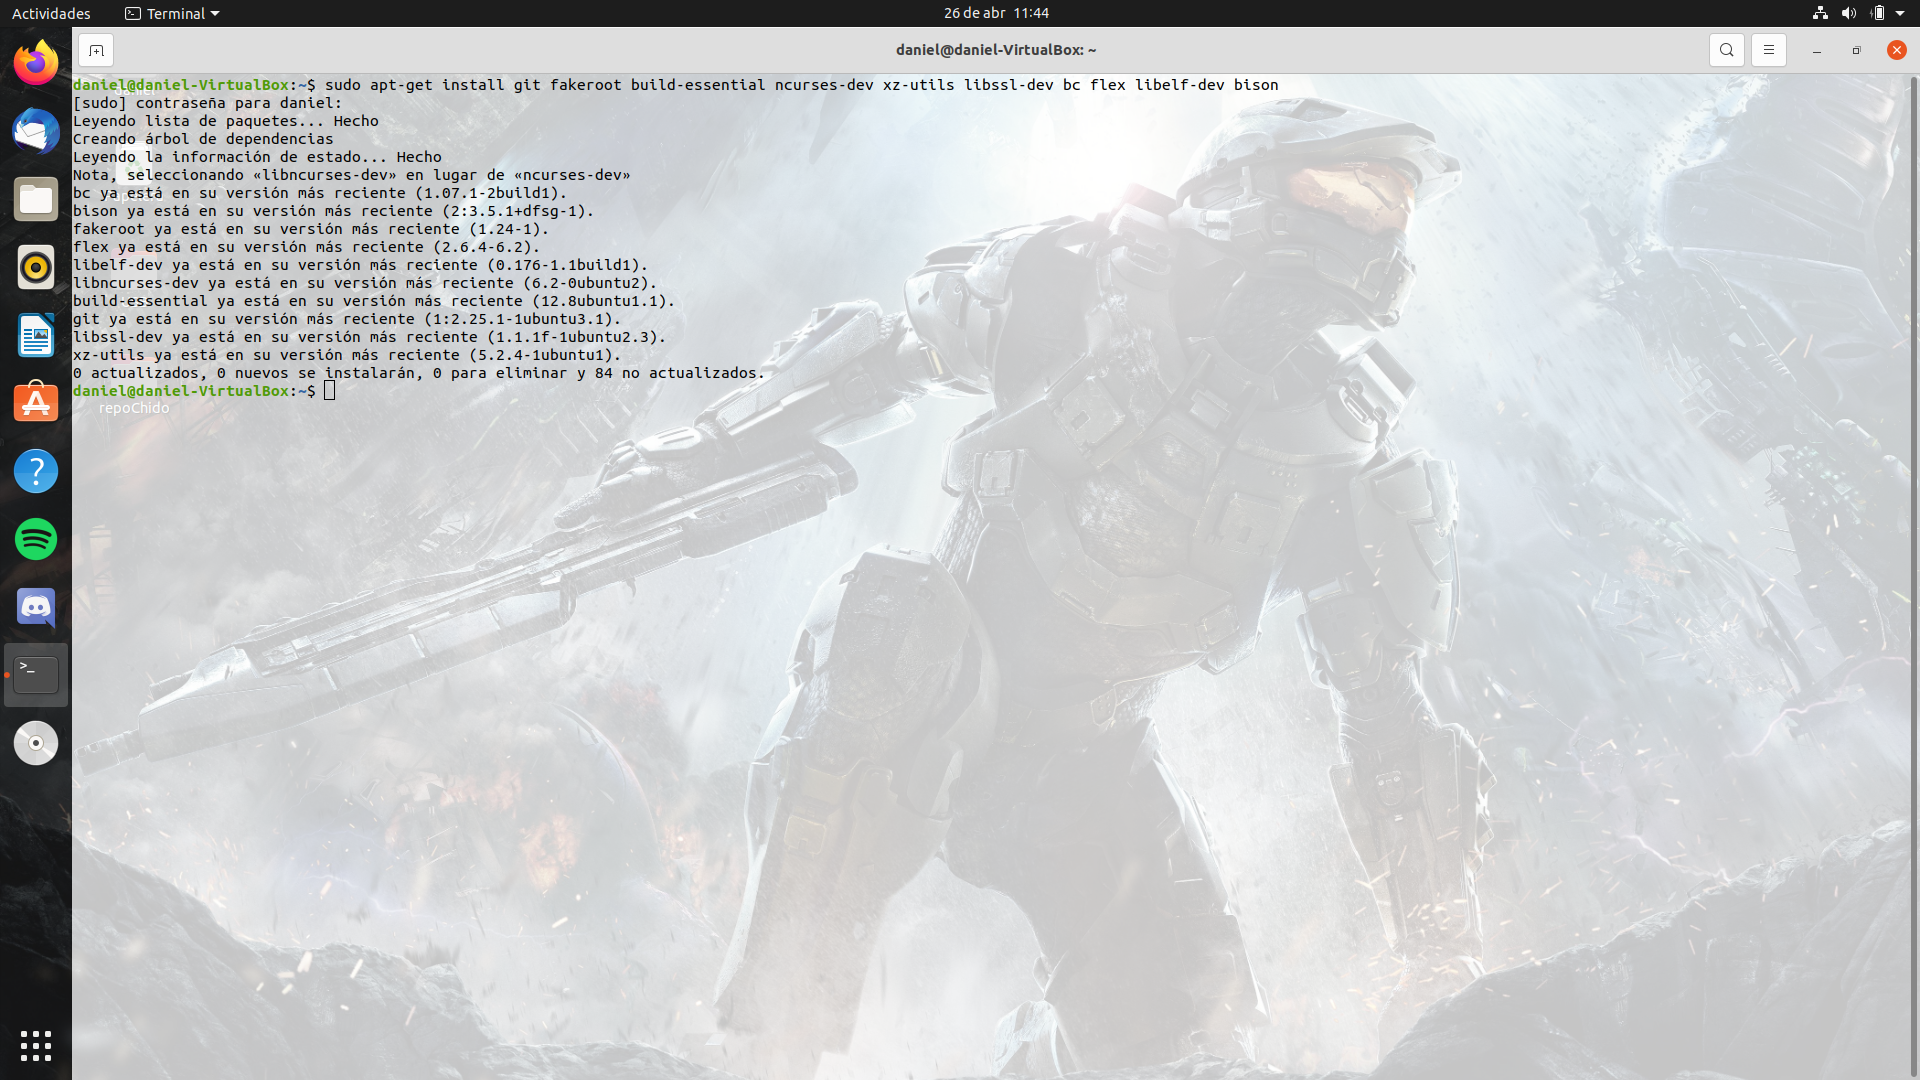 Actividades
Terminal
26 de abr 11:44
daniel@daniel-VirtualBox: ~
daniel@daniel-VirtualBox:~$ sudo apt-get install git fakeroot build-essential ncurses-dev xz-utils libssl-dev bc flex libelf-dev bison
[sudo] contraseña para daniel:
Leyendo lista de paquetes... Hecho
Creando árbol de dependencias
Leyendo la información de estado... Hecho
Nota, seleccionando «libncurses-dev» en lugar de «ncurses-dev»
bc ya está en su versión más reciente (1.07.1-2build1).
bison ya está en su versión más reciente (2:3.5.1+dfsg-1).
fakeroot ya está en su versión más reciente (1.24-1).
flex ya está en su versión más reciente (2.6.4-6.2).
libelf-dev ya está en su versión más reciente (0.176-1.1build1).
libncurses-dev ya está en su versión más reciente (6.2-0ubuntu2).
build-essential ya está en su versión más reciente (12.8ubuntu1.1).
git ya está en su versión más reciente (1:2.25.1-1ubuntu3.1).
libssl-dev ya está en su versión más reciente (1.1.1f-1ubuntu2.3).
xz-utils ya está en su versión más reciente (5.2.4-1ubuntu1).
0 actualizados, 0 nuevos se instalarán, 0 para eliminar y 84 no actualizados.
daniel@daniel-VirtualBox:~$
repoChido